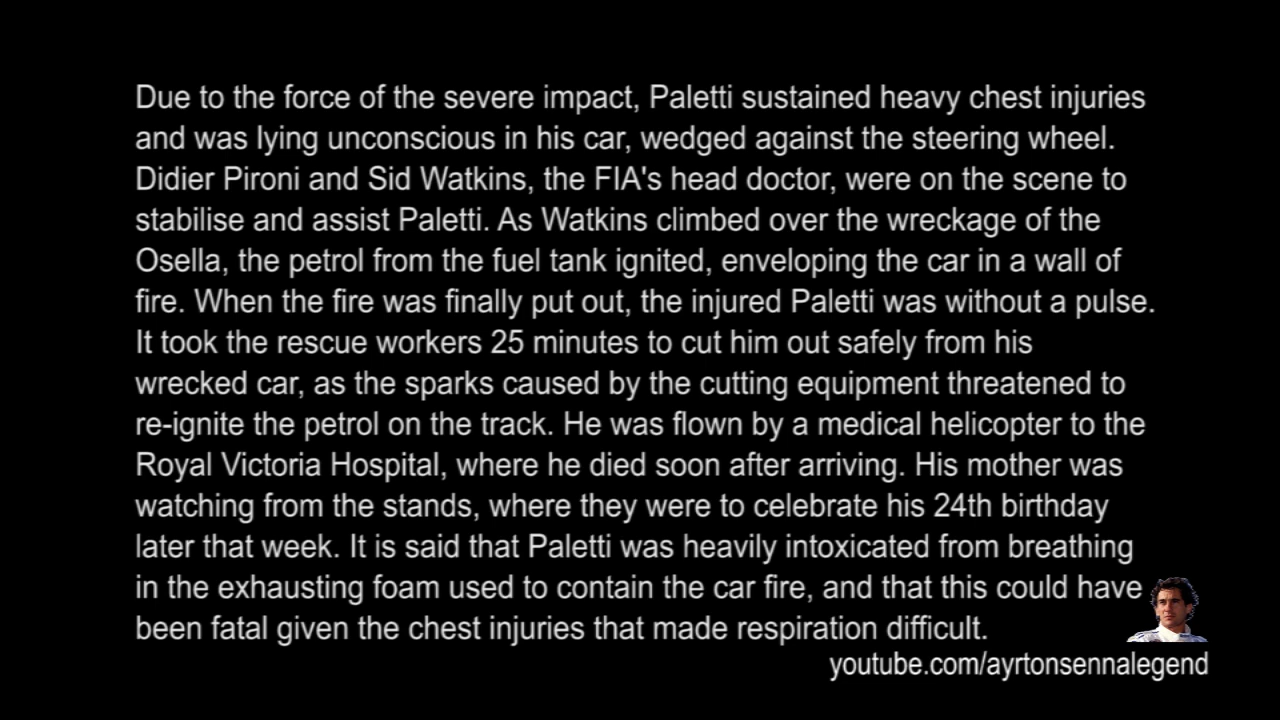 Due to the force of the severe impact, Paletti sustained heavy chest injuries
and was lying unconscious in his car, wedged against the steering wheel.
Didier Pironi and Sid Watkins, the FIA's head doctor, were on the scene to
stabilise and assist Paletti. As Watkins climbed over the wreckage of the
Osella, the petrol from the fuel tank ignited, enveloping the car in a wall of
fire. When the fire was finally put out, the injured Paletti was without a pulse.
It took the rescue workers 25 minutes to cut him out safely from his
wrecked car, as the sparks caused by the cutting equipment threatened to
re-ignite the petrol on the track. He was flown by a medical helicopter to the
Royal Victoria Hospital, where he died soon after arriving. His mother was
watching from the stands, where they were to celebrate his 24th birthday
later that week. It is said that Paletti was heavily intoxicated from breathing
in the exhausting foam used to contain the car fire, and that this could have
been fatal given the chest injuries that made respiration difficult.
youtube.com/ayrtonsennalegend